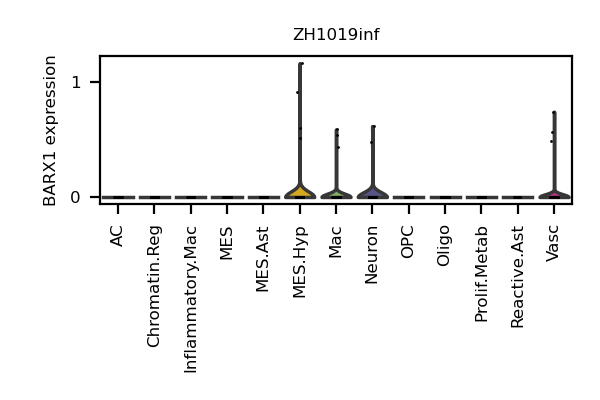 ZH1019inf
BARX1 expression
1
0
AC
Chromatin.Reg
Inflammatory.Mac
MES
MES.Ast
MES.Hyp
Mac
Neuron
OPC
Oligo
Prolif.Metab
Reactive.Ast
Vasc